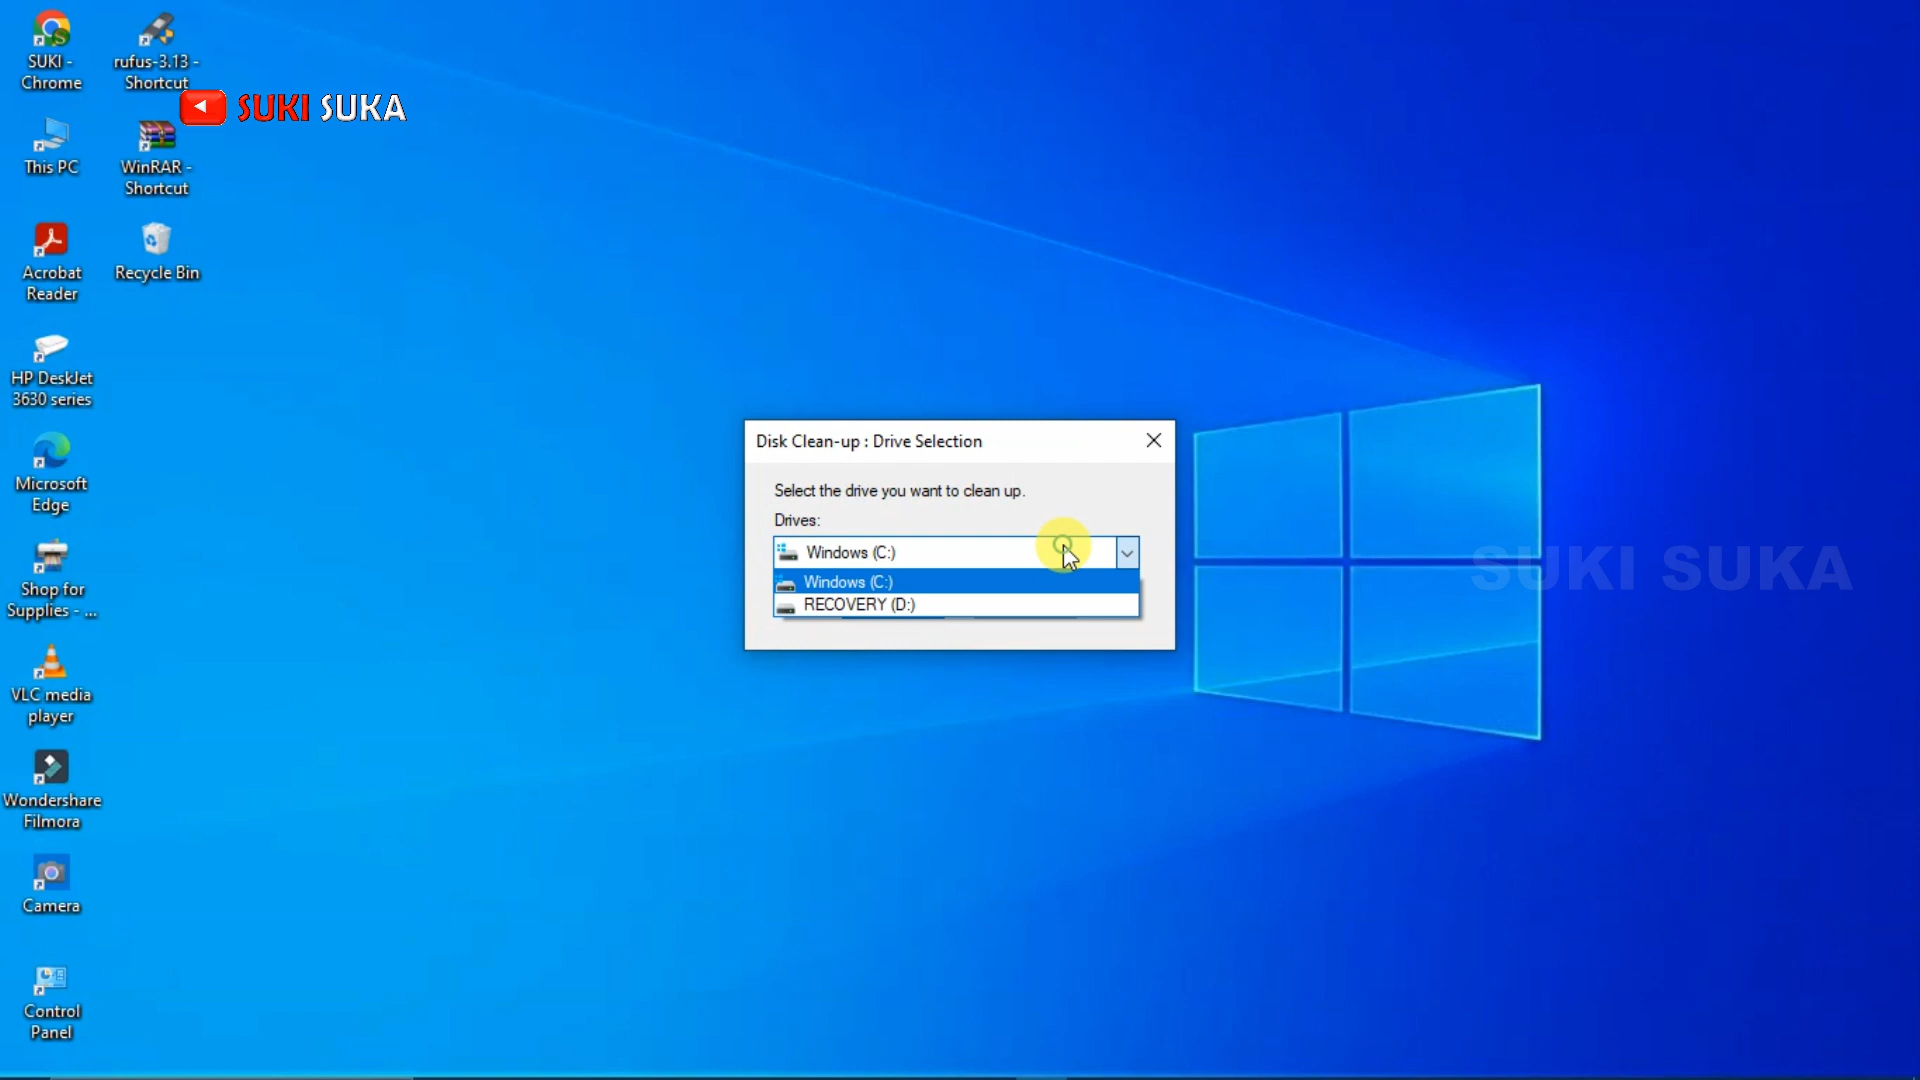 SUKI -
Chrome
rufus-3.13 -
Shortcut
SUKI SUKA
This PC
WinRAR -
Shortcut
Acrobat
Reader
Recycle Bin
HP DeskJet
3630 series
Microsoft
Edge
Shop for
Supplies - ...
VLC media
player
Wondershare
Filmora
Camera
Control
Panel
Disk Clean-up : Drive Selection
Select the drive you want to clean up.
Drives:
Windows (C:)
Windows (C:)
RECOVERY (D:)
SUKI SUKA